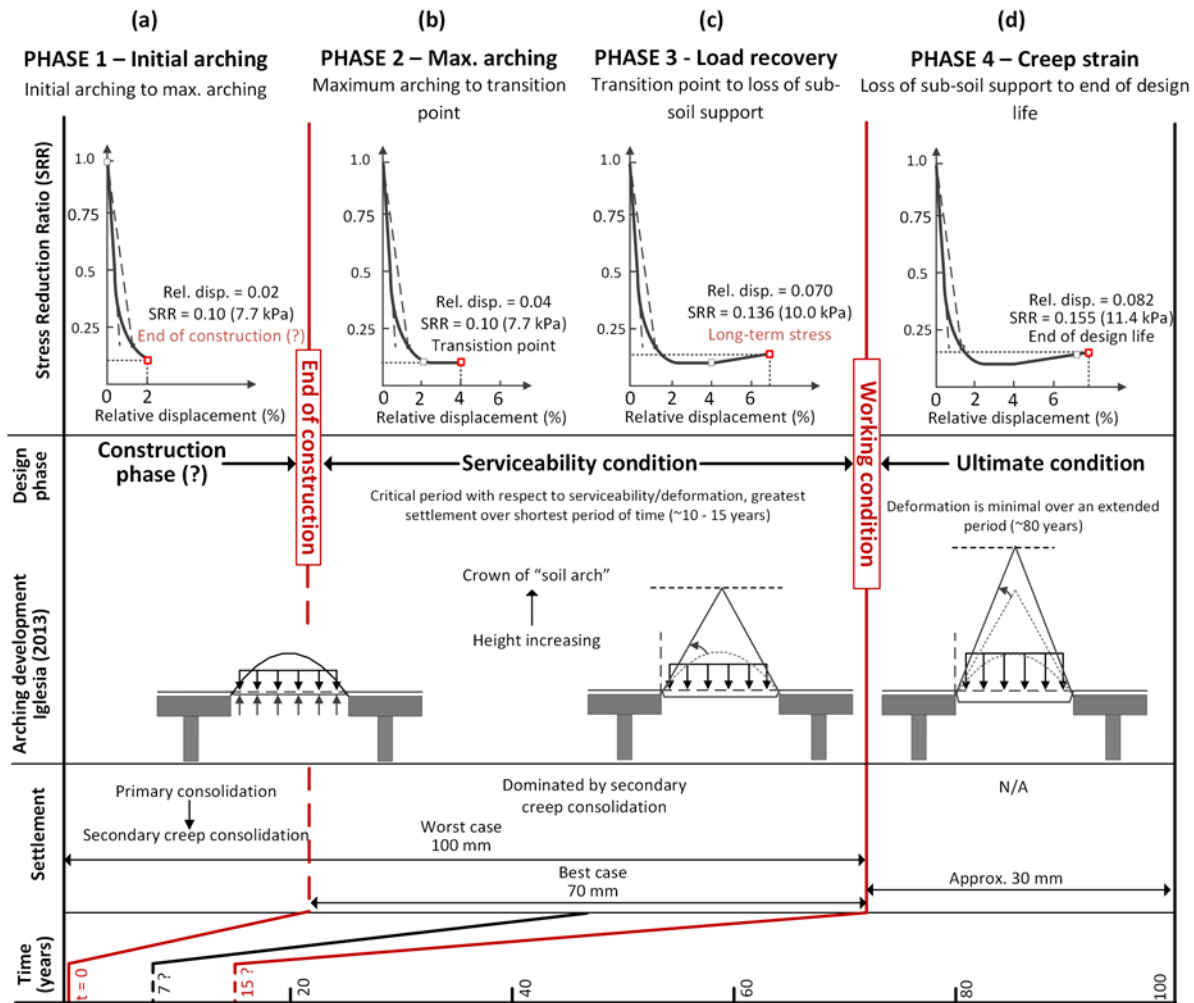 (a)
(b)
(c)
(d)
PHASE 1 – Initial arching
Initial arching to max. arching
PHASE 2 – Max. arching
Maximum arching to transition
point
PHASE 3 - Load recovery
Transition point to loss of sub-
soil support
PHASE 4 – Creep strain
Loss of sub-soil support to end of design
life
Stress Reduction Ratio (SRR)
1.0
0.75
0.5
0.25
Rel. disp. = 0.02
SRR = 0.10 (7.7 kPa)
End of construction (?)
0
2
Relative displacement (%)
1.0
0.75
0.5
0.25
Rel. disp. = 0.04
SRR = 0.10 (7.7 kPa)
Transistion point
0
2
4
6
Relative displacement (%)
1.0
0.75
0.5
0.25
Rel. disp. = 0.070
SRR = 0.136 (10.0 kPa)
Long-term stress
0
2
4
6
Relative displacement (%)
1.0
0.75
0.5
0.25
Rel. disp. = 0.082
SRR = 0.155 (11.4 kPa)
End of design life
0
2
4
6
Relative displacement (%)
End of construction
Working condition
Design
phase
Construction
phase (?)
Serviceability condition
Critical period with respect to serviceability/deformation, greatest
settlement over shortest period of time (~10 - 15 years)
Ultimate condition
Deformation is minimal over an extended
period (~80 years)
Arching development
Iglesia (2013)
Crown of “soil arch”
Height increasing
Settlement
Primary consolidation
Secondary creep consolidation
Dominated by secondary
creep consolidation
N/A
Worst case
100 mm
Best case
70 mm
Approx. 30 mm
Time
(years)
t = 0
7 ?
15 ?
20
40
60
80
100